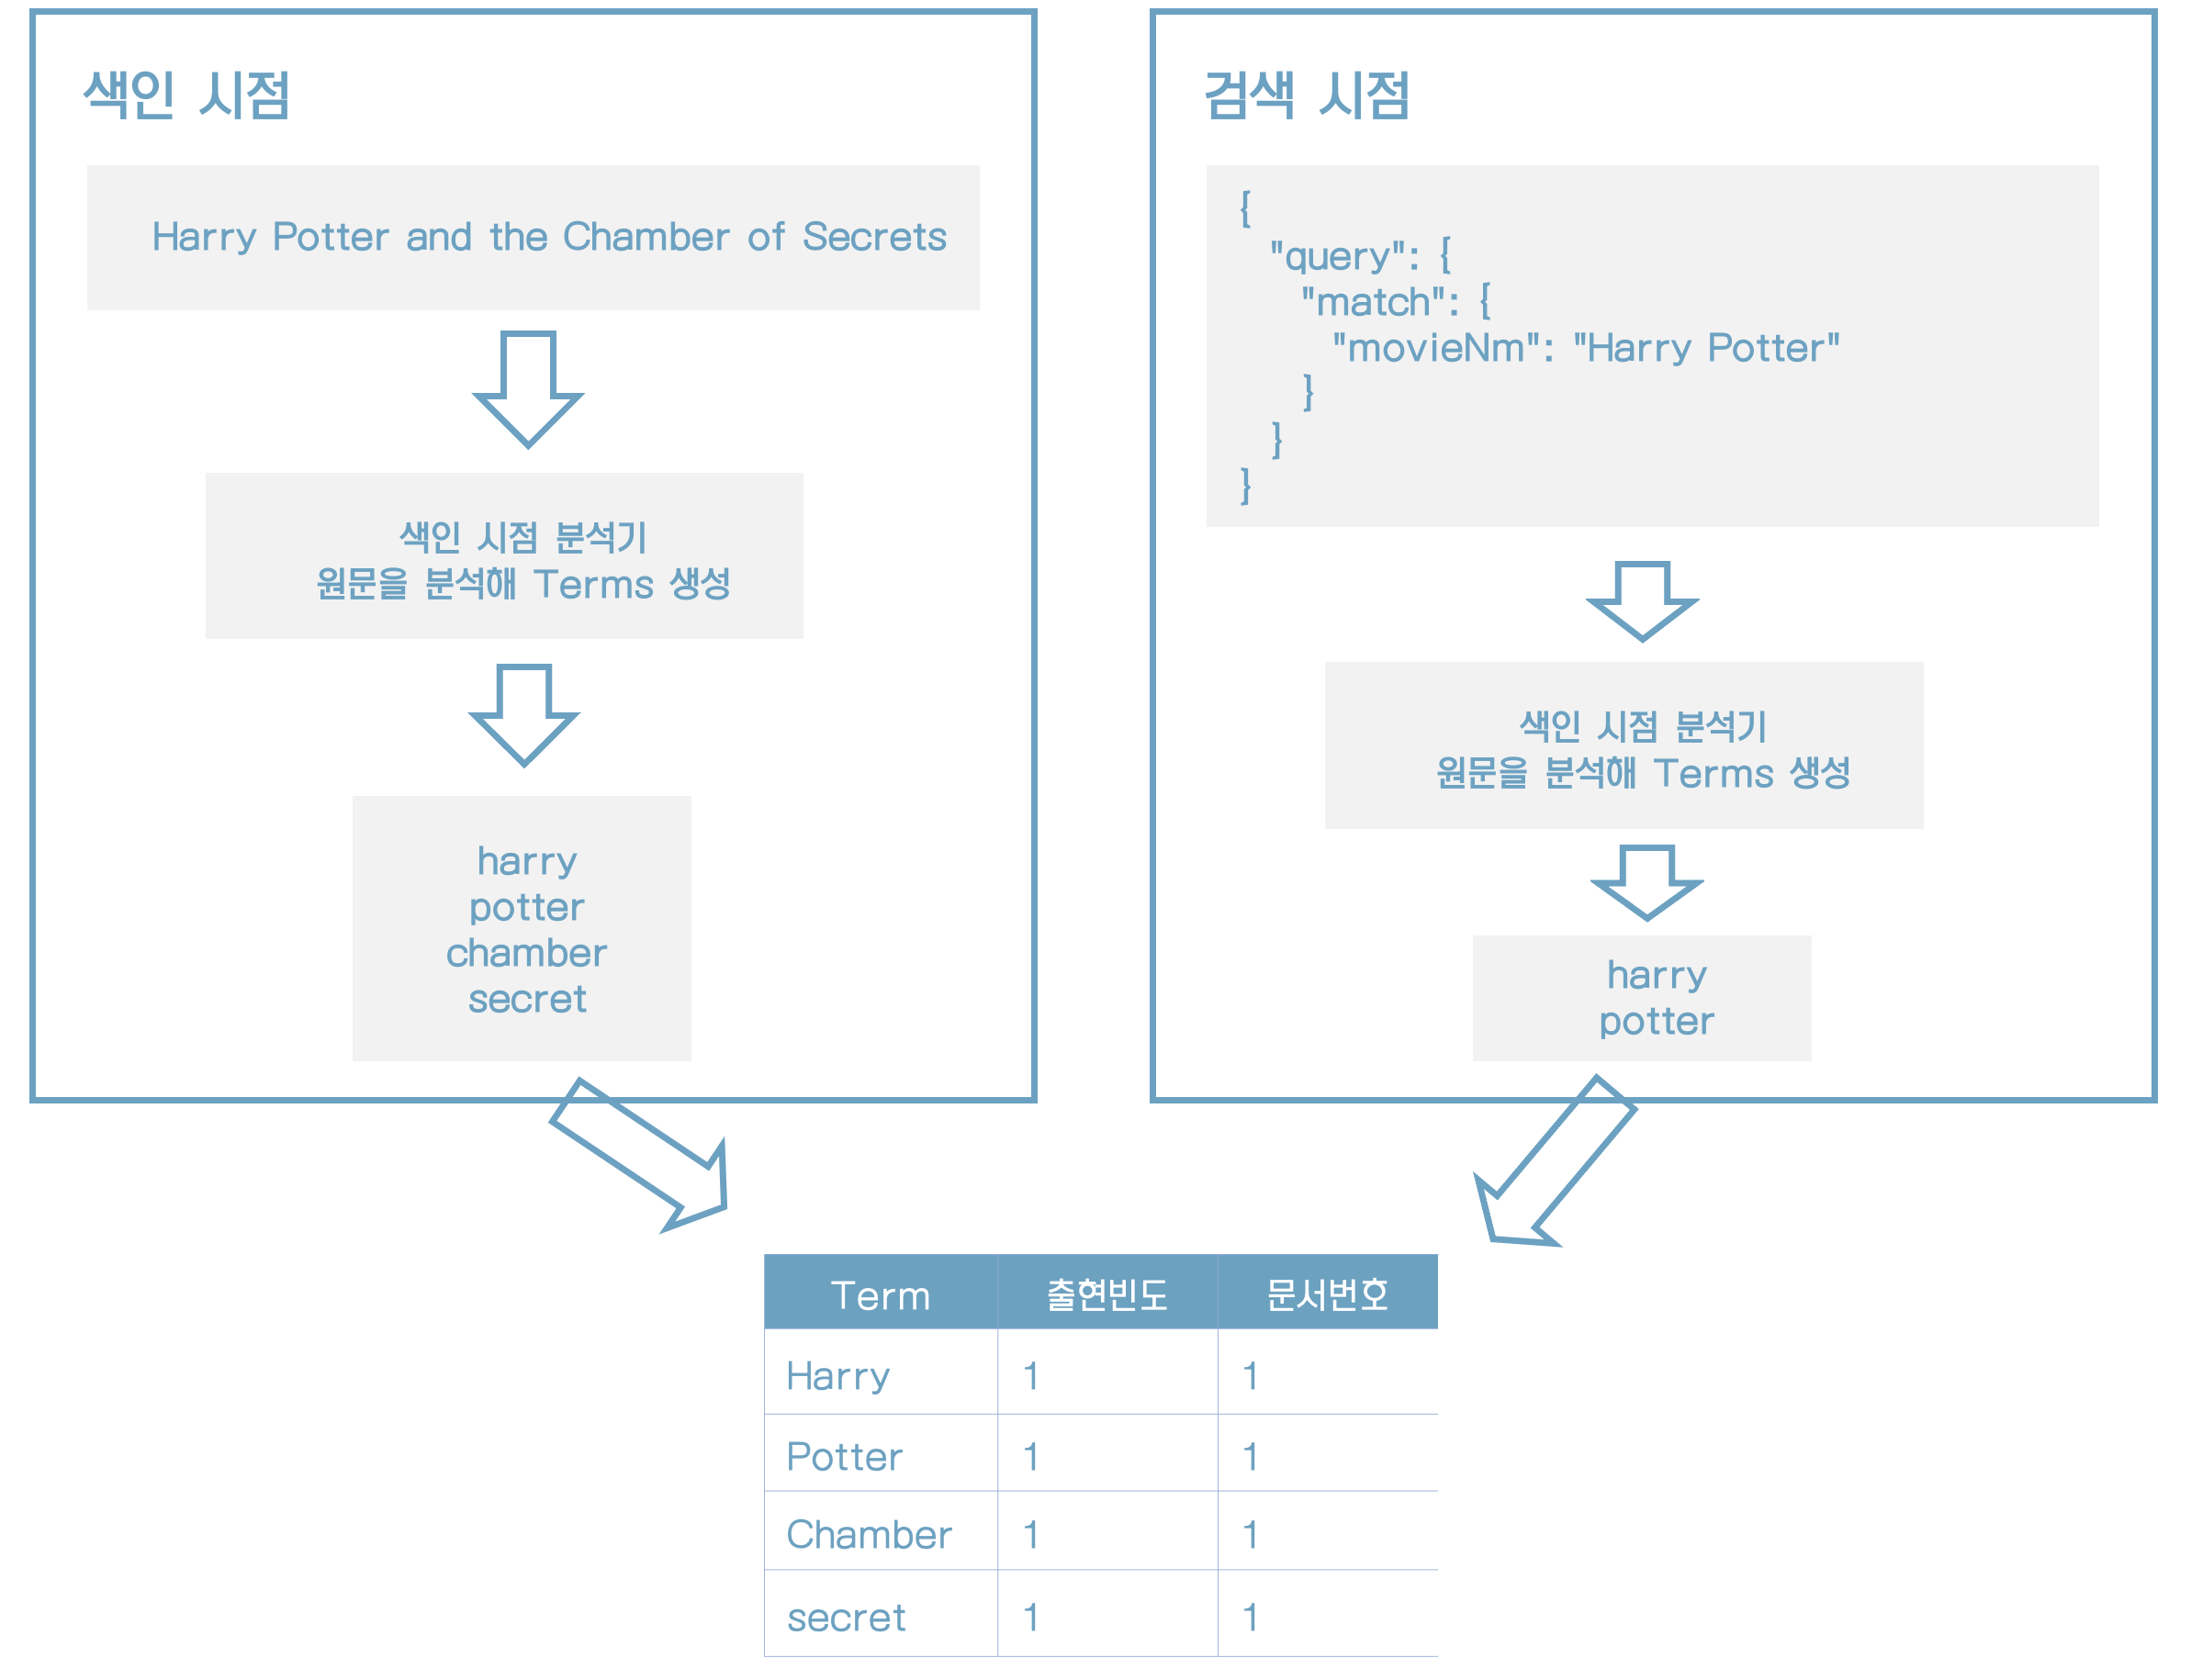 색인 시점
Harry Potter and the Chamber of Secrets
색인 시점 분석기
원문을 분석해 Terms 생성
harry
potter
chamber
secret
검색 시점
{
"query": {
"match": {
"movieNm": "Harry Potter"
}
}
}
색인 시점 분석기
원문을 분석해 Terms 생성
harry
potter
Term 출현빈도 문서번호
Harry 1 1
Potter 1 1
Chamber 1 1
secret 1 1